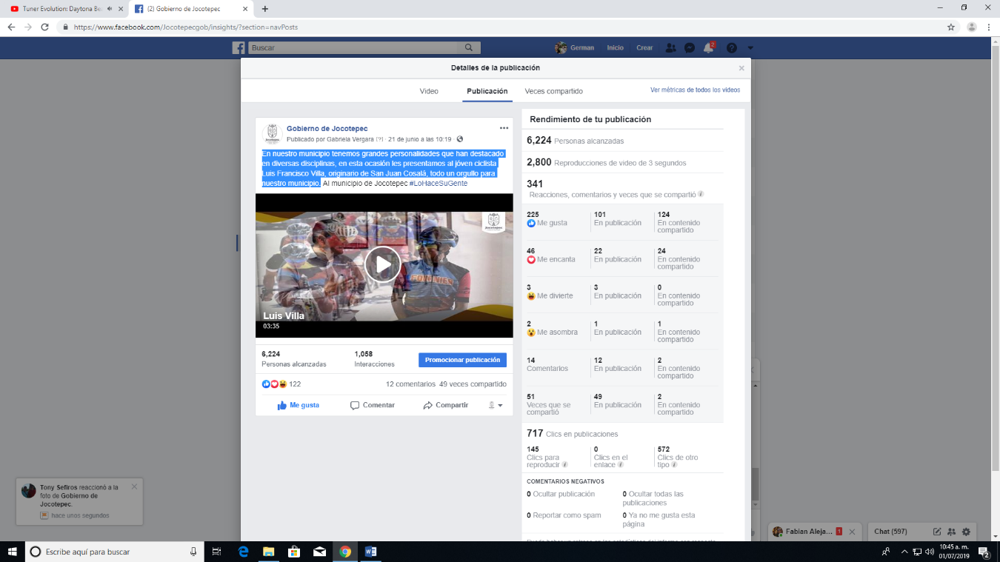 Tuner Evolution: Daytona Be
(2) Gobierno de Jocotepec
https://www.facebook.com/Jocotepecgob/insights/?section=navPosts
Buscar
German
Inicio
Crear
2
Detalles de la publicación
Video
Publicación
Veces compartido
Ver métricas de todos los videos
Gobierno de Jocotepec
Publicado por Gabriela Vergara [?] · 21 de junio a las 10:19 ·
En nuestro municipio tenemos grandes personalidades que han destacado
en diversas disciplinas, en esta ocasión les presentamos al jóven ciclista
Luis Francisco Villa, originario de San Juan Cosalá, todo un orgullo para
nuestro municipio. Al municipio de Jocotepec #LoHaceSuGente
Jocotepec
Luis Villa
03:35
6,224
Personas alcanzadas
1,058
Interacciones
Promocionar publicación
122
12 comentarios 49 veces compartido
Me gusta
Comentar
Compartir
Rendimiento de tu publicación
6,224 Personas alcanzadas
2,800 Reproducciones de video de 3 segundos
341
Reacciones, comentarios y veces que se compartió
225
Me gusta
101
En publicación
124
En contenido
compartido
46
Me encanta
22
En publicación
24
En contenido
compartido
3
Me divierte
3
En publicación
0
En contenido
compartido
2
Me asombra
1
En publicación
1
En contenido
compartido
14
Comentarios
12
En publicación
2
En contenido
compartido
51
Veces que se
compartió
49
En publicación
2
En contenido
compartido
717 Clics en publicaciones
145
Clics para
reproducir
0
Clics en el
enlace
572
Clics de otro
tipo
COMENTARIOS NEGATIVOS
0 Ocultar publicación
0 Ocultar todas las
publicaciones
0 Reportar como spam
0 Ya no me gusta esta
página
Tony Sefiros reaccionó a la
foto de Gobierno de
Jocotepec.
hace unos segundos
Fabian Aleja...
1
Chat (597)
Escribe aquí para buscar
10:45 a. m.
01/07/2019
2